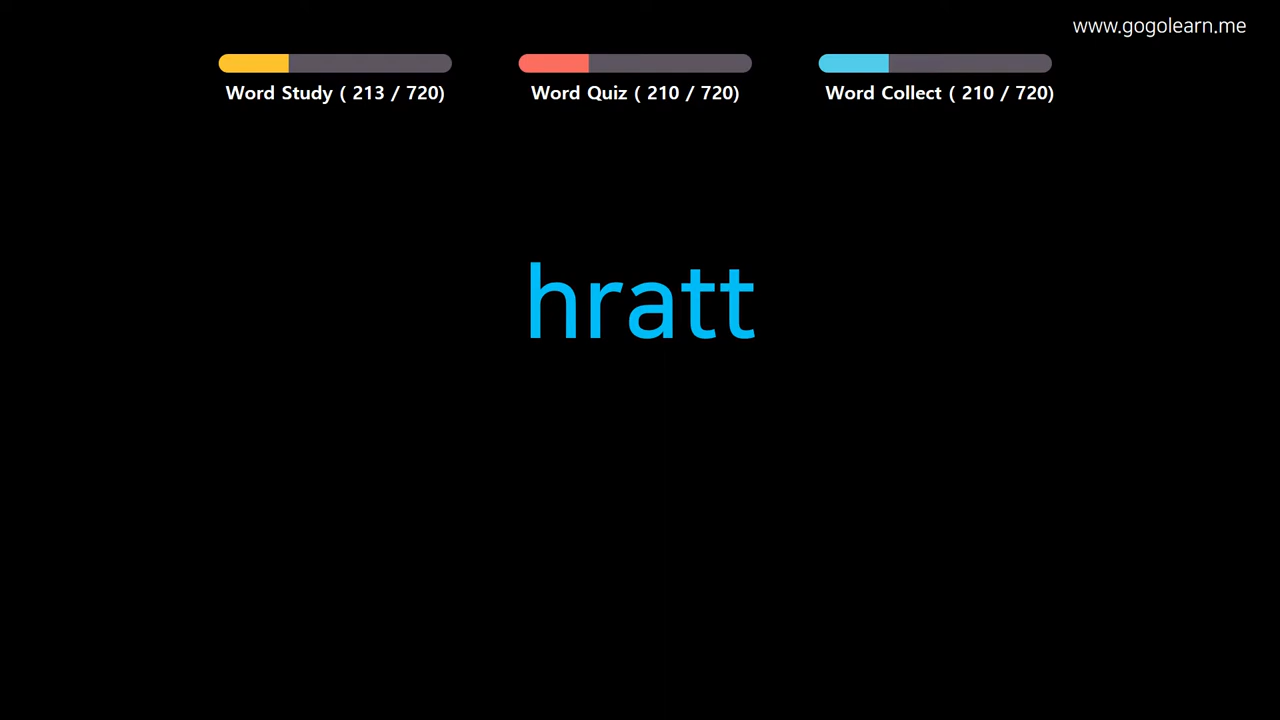 www.gogolearn.me
Word Study ( 213 / 720)
Word Quiz ( 210 / 720)
Word Collect ( 210 / 720)
hratt